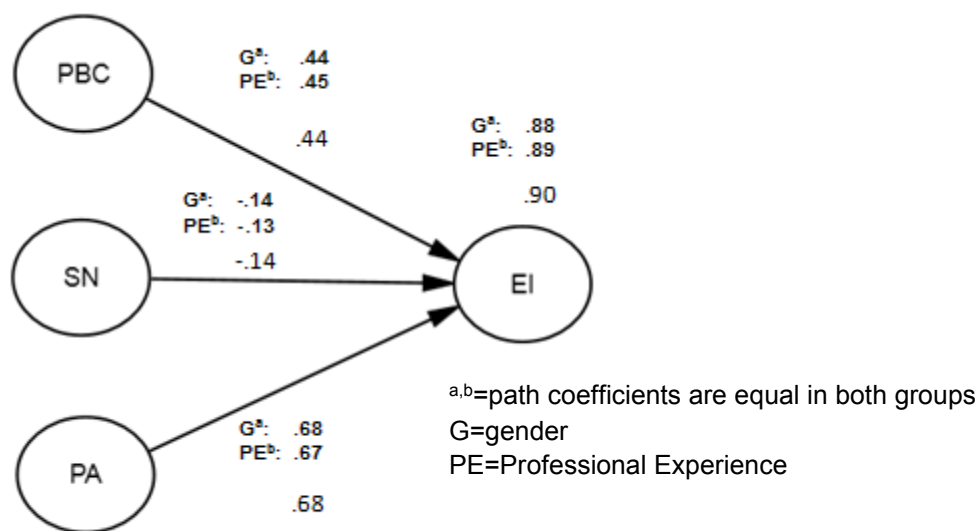 PBC
Gᵃ: .44
PEᵇ: .45
.44
Gᵃ: .88
PEᵇ: .89
.90
Gᵃ: -.14
PEᵇ: -.13
-.14
SN
EI
PA
Gᵃ: .68
PEᵇ: .67
.68
ᵃ,ᵇ=path coefficients are equal in both groups
G=gender
PE=Professional Experience